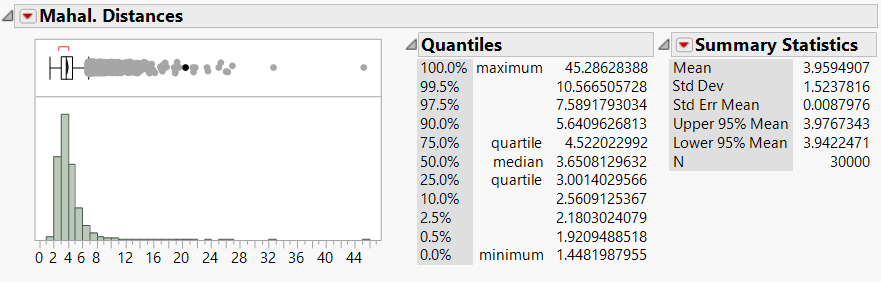 Mahal. Distances
0 2 4 6 8 12 16 20 24 28 32 36 40 44
Quantiles
100.0% maximum 45.28628388
99.5% 10.566505728
97.5% 7.5891793034
90.0% 5.6409626813
75.0% quartile 4.522022992
50.0% median 3.6508129632
25.0% quartile 3.0014029566
10.0% 2.5609125367
2.5% 2.1803024079
0.5% 1.9209488518
0.0% minimum 1.4481987955
Summary Statistics
Mean 3.9594907
Std Dev 1.5237816
Std Err Mean 0.0087976
Upper 95% Mean 3.9767343
Lower 95% Mean 3.9422471
N 30000